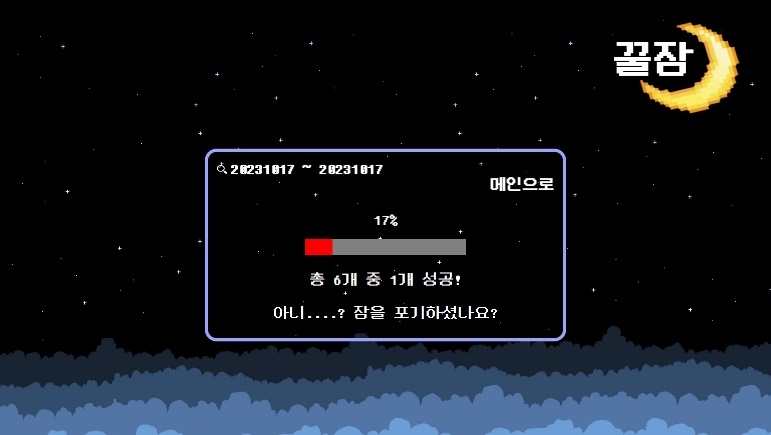 꿀잠
20231017 ~ 20231017
메인으로
17%
총 6개 중 1개 성공!
아니....? 잠을 포기하셨나요?